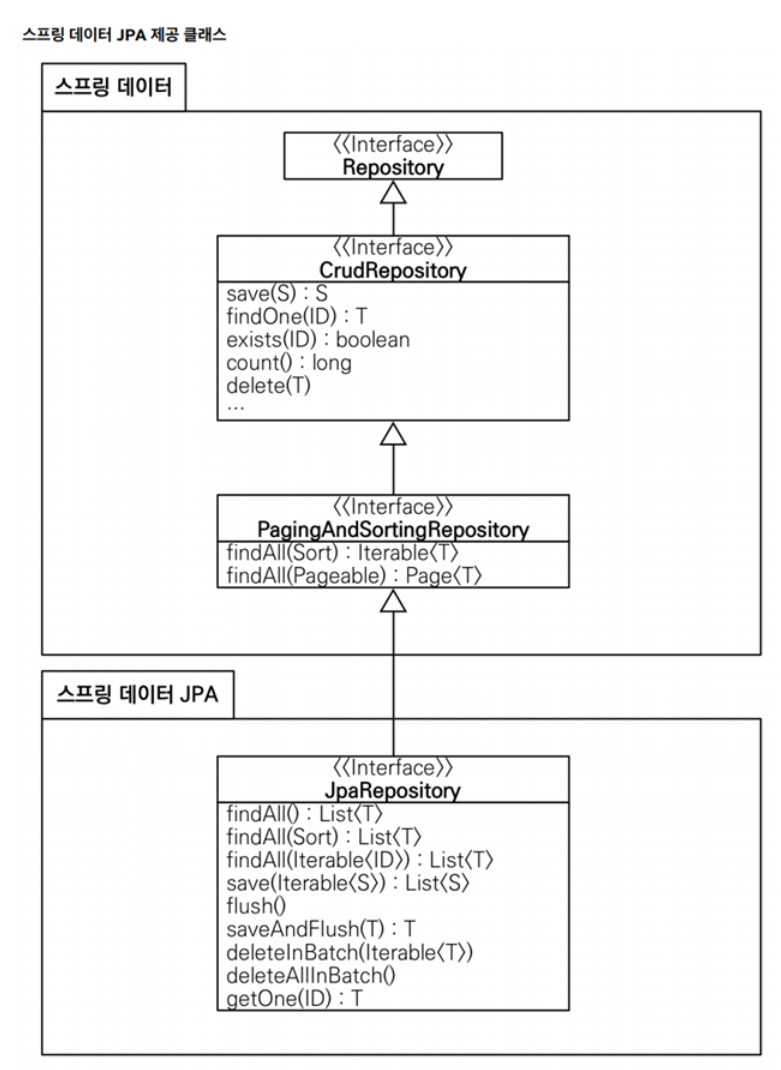 스프링 데이터 JPA 제공 클래스
스프링 데이터
《Interface》
Repository
《Interface》
CrudRepository
save(S) : S
findOne(ID) : T
exists(ID) : boolean
count() : long
delete(T)
...
《Interface》
PagingAndSortingRepository
findAll(Sort) : Iterable〈T〉
findAll(Pageable) : Page〈T〉
스프링 데이터 JPA
《Interface》
JpaRepository
findAll() : List〈T〉
findAll(Sort) : List〈T〉
findAll(Iterable〈ID〉) : List〈T〉
save(Iterable〈S〉) : List〈S〉
flush()
saveAndFlush(T) : T
deleteInBatch(Iterable〈T〉)
deleteAllInBatch()
getOne(ID) : T